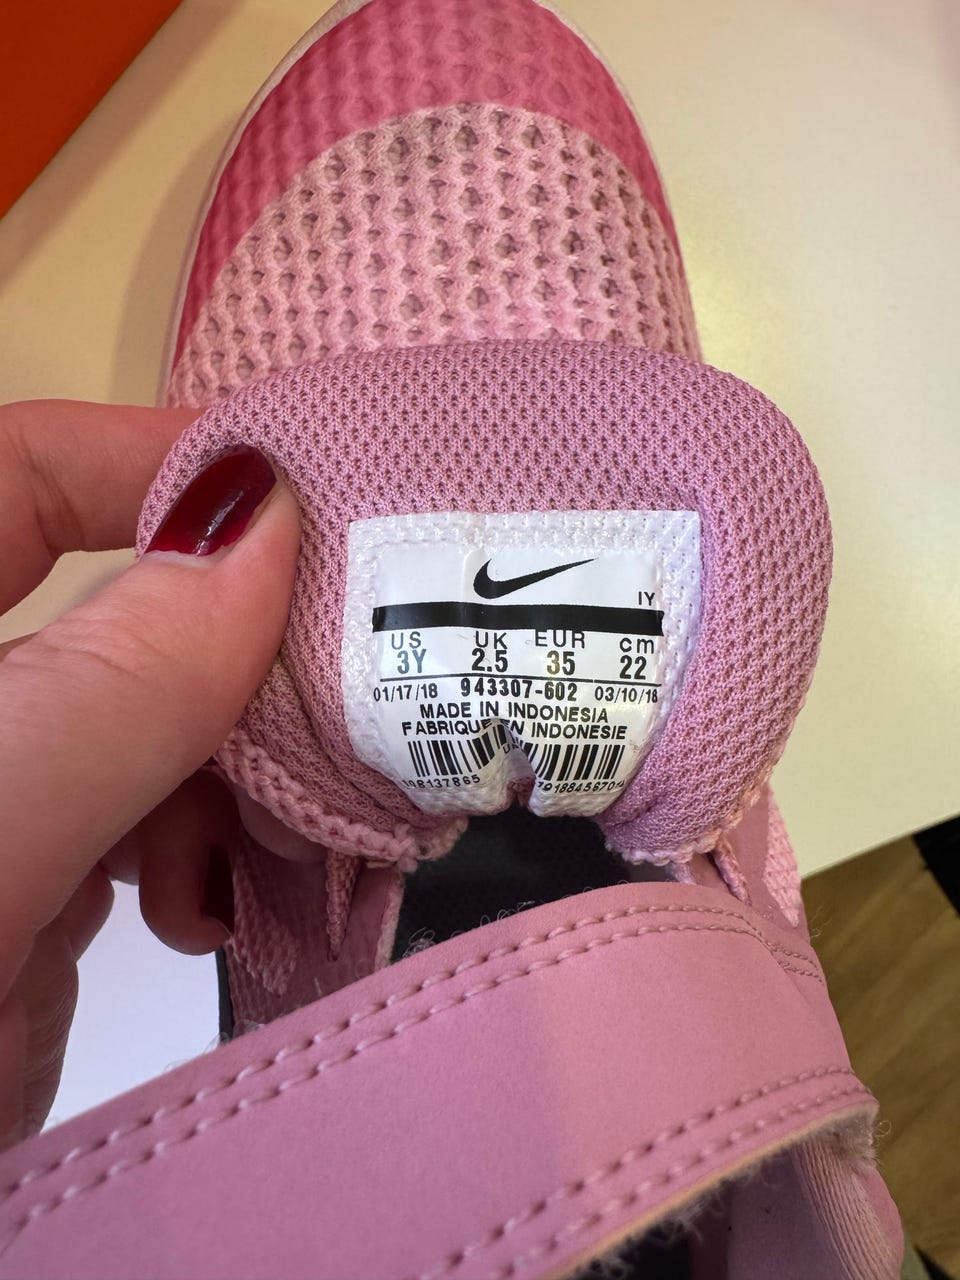 IY
US UK EUR cm
3Y 2.5 35 22
01/17/18 943307-602 03/10/18
MADE IN INDONESIA
FABRIQUE EN INDONESIE